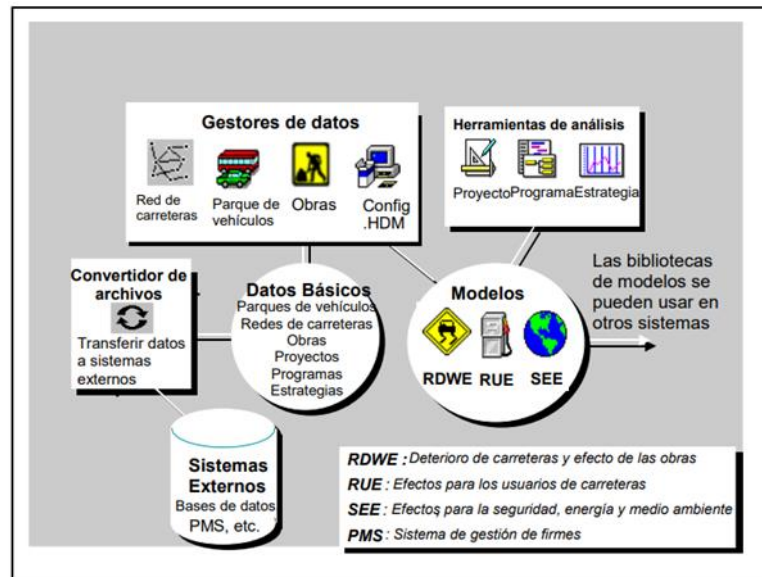 Gestores de datos
Red de
carreteras
Parque de
vehículos
Obras
Config
.HDM
Herramientas de análisis
Proyecto
Programa
Estrategia
Convertidor de
archivos
Transferir datos
a sistemas
externos
Datos Básicos
Parques de vehículos
Redes de carreteras
Obras
Proyectos
Programas
Estrategias
Modelos
RDWE
RUE
SEE
Las bibliotecas
de modelos se
pueden usar en
otros sistemas
Sistemas
Externos
Bases de datos
PMS, etc.
RDWE : Deterioro de carreteras y efecto de las obras
RUE : Efectos para los usuarios de carreteras
SEE : Efectos para la seguridad, energía y medio ambiente
PMS : Sistema de gestión de firmes